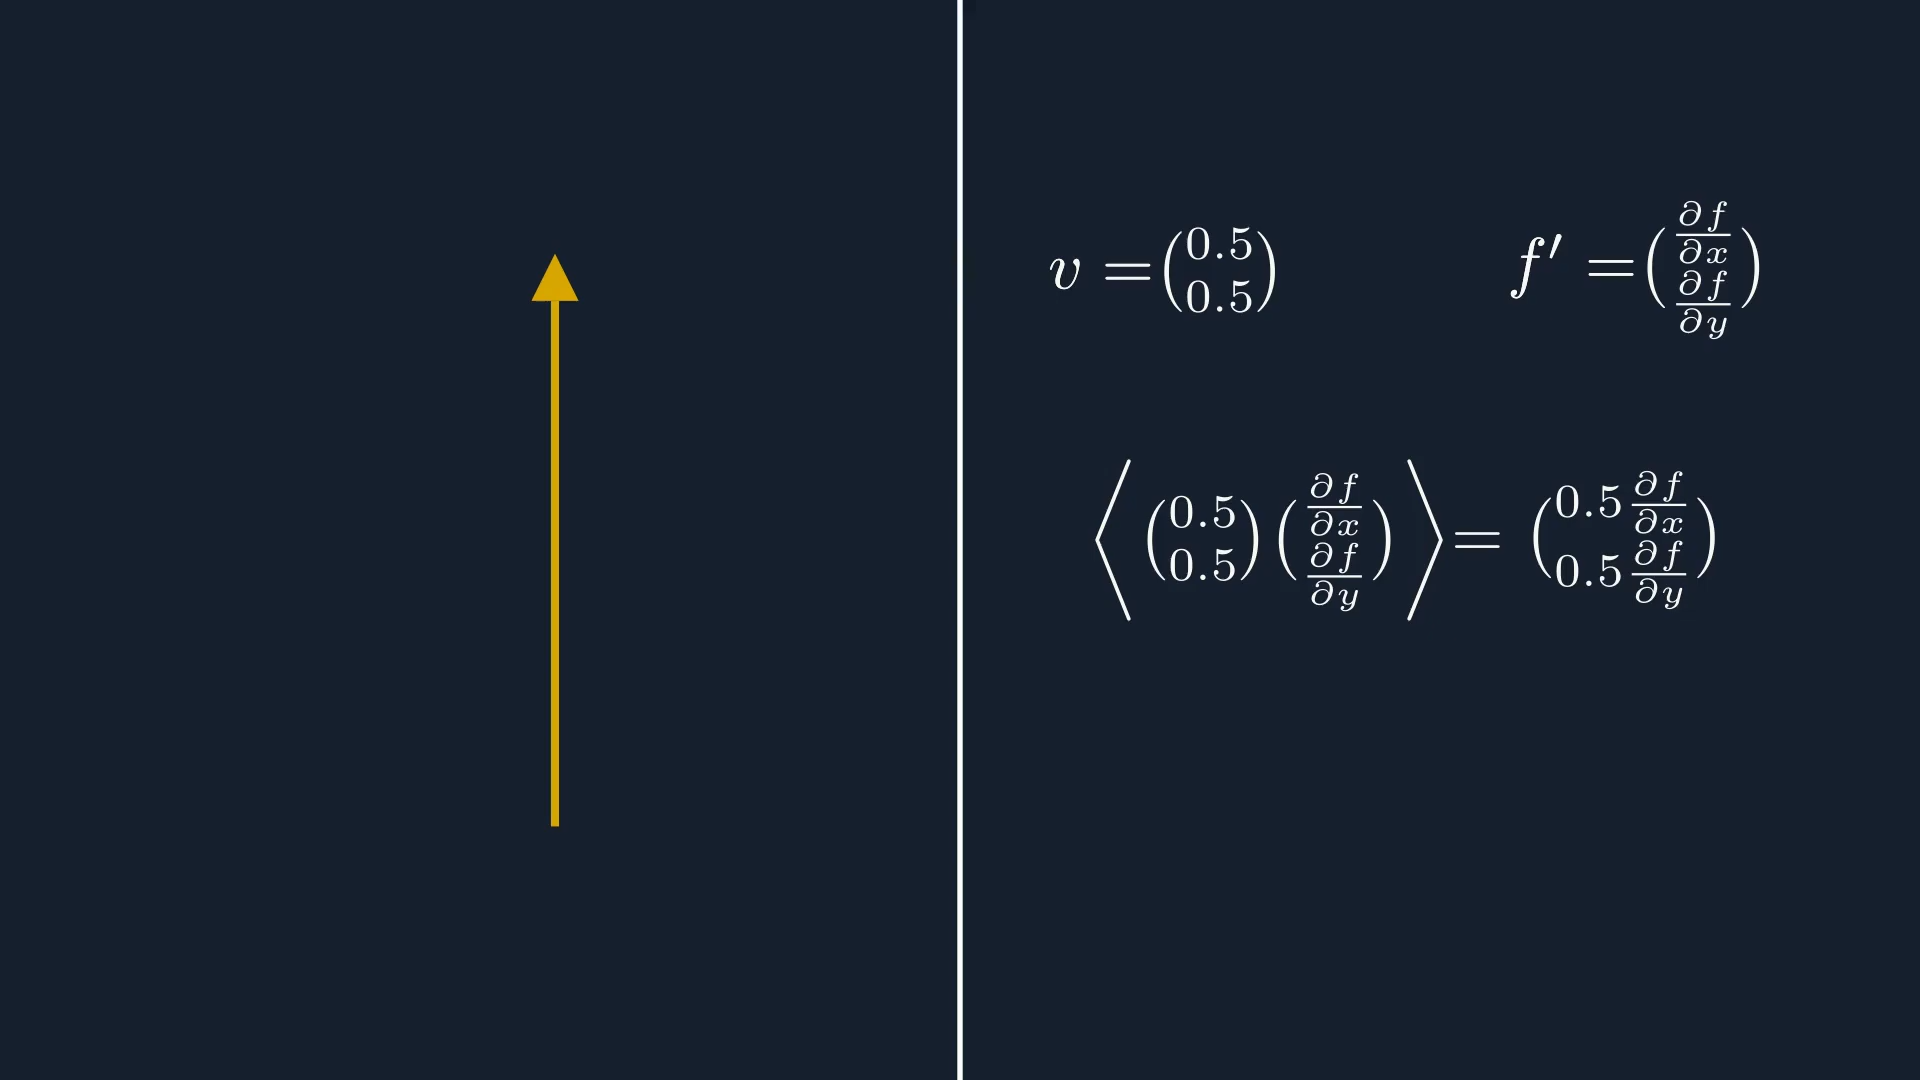 v = (0.5 0.5) f′ = (∂f/∂x ∂f/∂y)
⟨(0.5 0.5) (∂f/∂x ∂f/∂y)⟩ = (0.5 ∂f/∂x 0.5 ∂f/∂y)